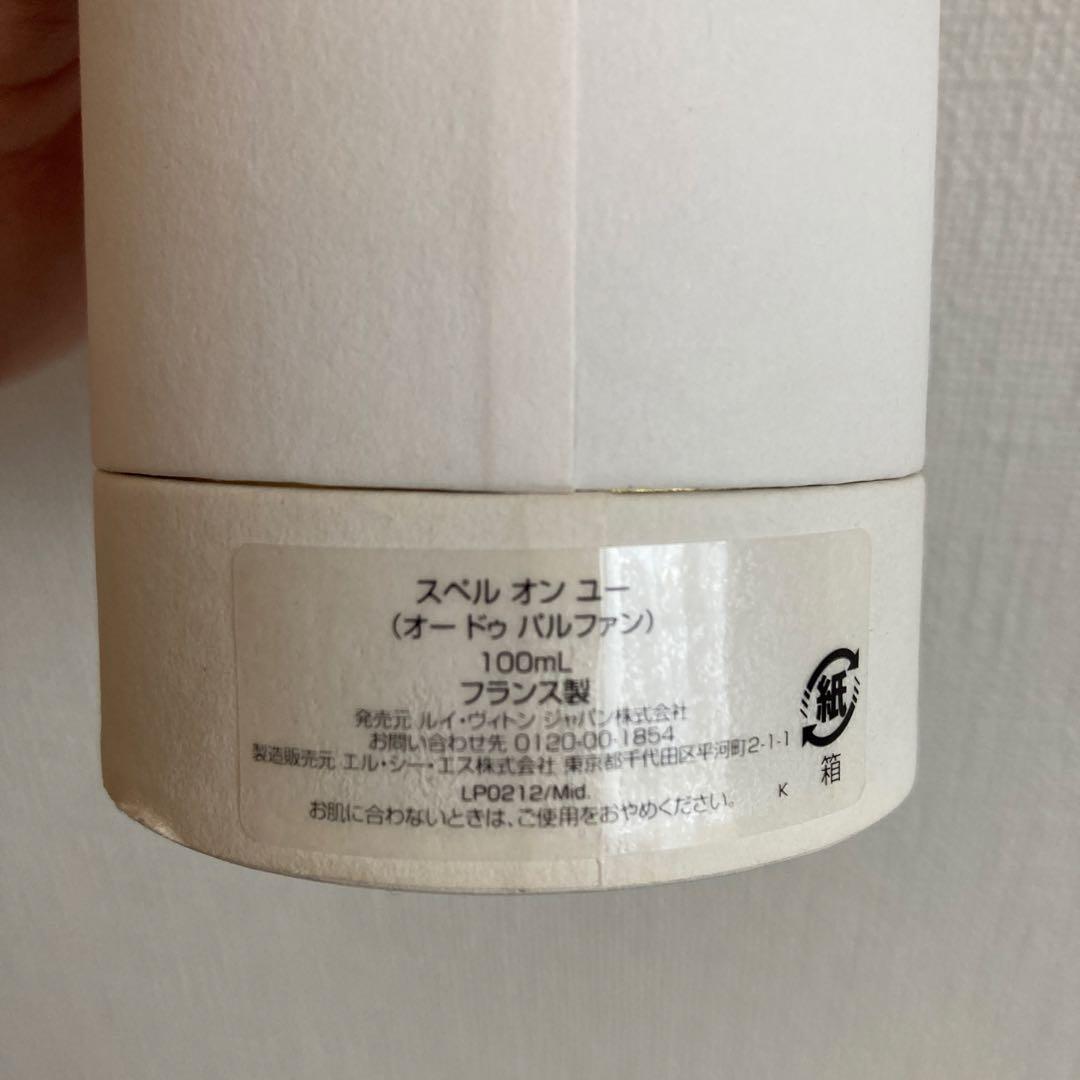 スペル オン ユー
（オー ドゥ パルファン）
100mL
フランス製
発売元 ルイ・ヴィトン ジャパン株式会社
お問い合わせ先 0120-00-1854
製造販売元 エル・シー・エス株式会社 東京都千代田区平河町2-1-1
LP0212/Mid.
お肌に合わないときは、ご使用をおやめください。
K
紙
箱